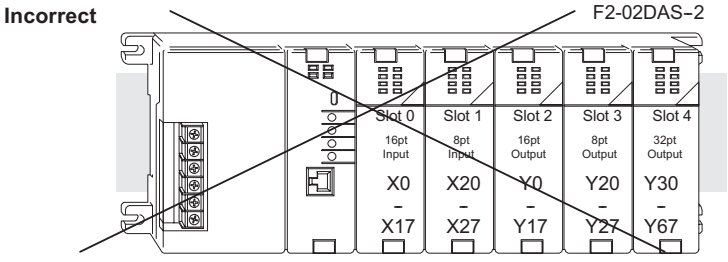 Incorrect
F2-02DAS-2
Slot 0 Slot 1 Slot 2 Slot 3 Slot 4
16pt 8pt 16pt 8pt 32pt
Input Input Output Output Output
X0 X20 Y0 Y20 Y30
– – – – –
X17 X27 Y17 Y27 Y67